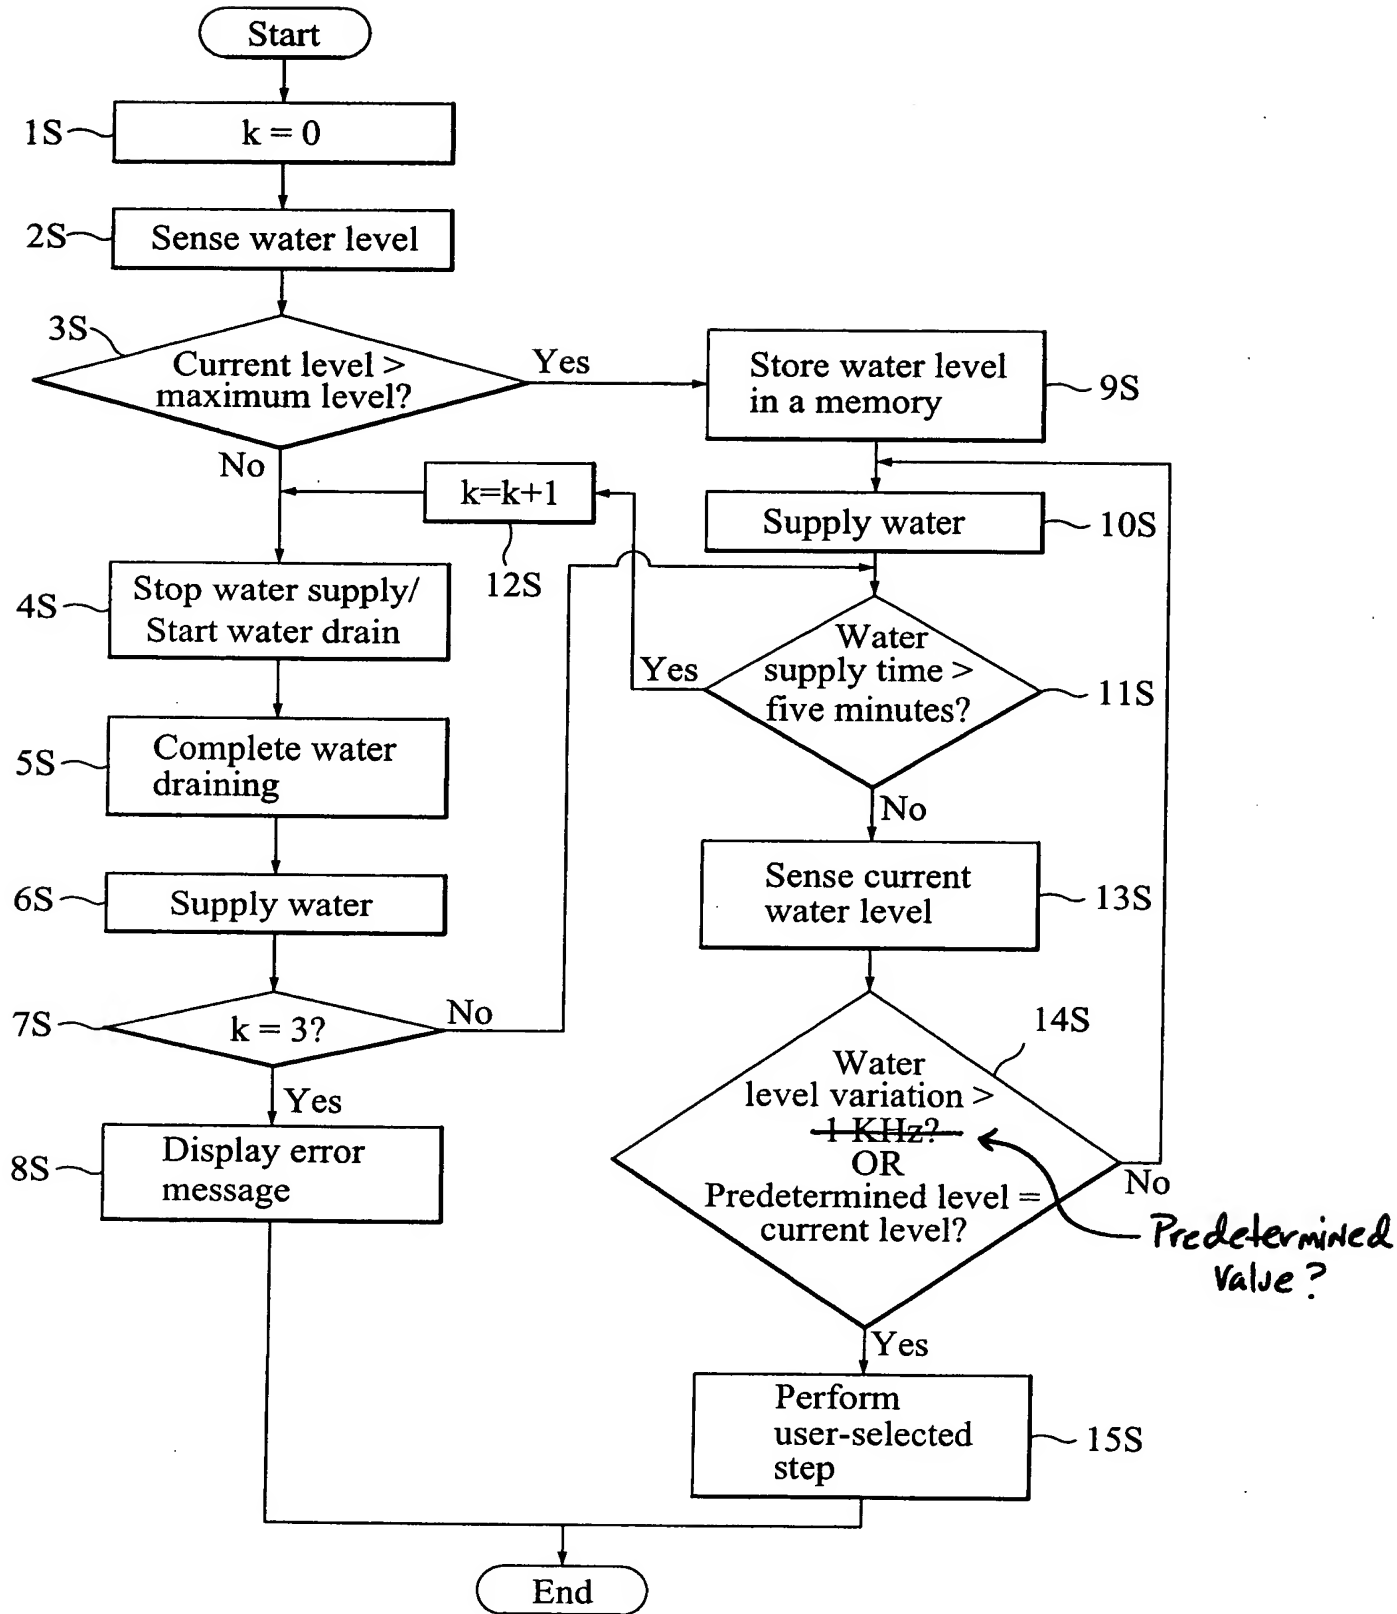 Start
1S
k = 0
2S
Sense water level
3S
Current level >
maximum level?
Yes
No
Store water level
in a memory
9S
k=k+1
12S
Supply water
10S
4S
Stop water supply/
Start water drain
Water
supply time >
five minutes?
Yes
11S
No
5S
Complete water
draining
6S
Supply water
Sense current
water level
13S
7S
k = 3?
No
Yes
14S
Water
level variation >
1 KHz?
OR
Predetermined level =
current level?
No
Predetermined
value?
Yes
8S
Display error
message
Perform
user-selected
step
15S
End